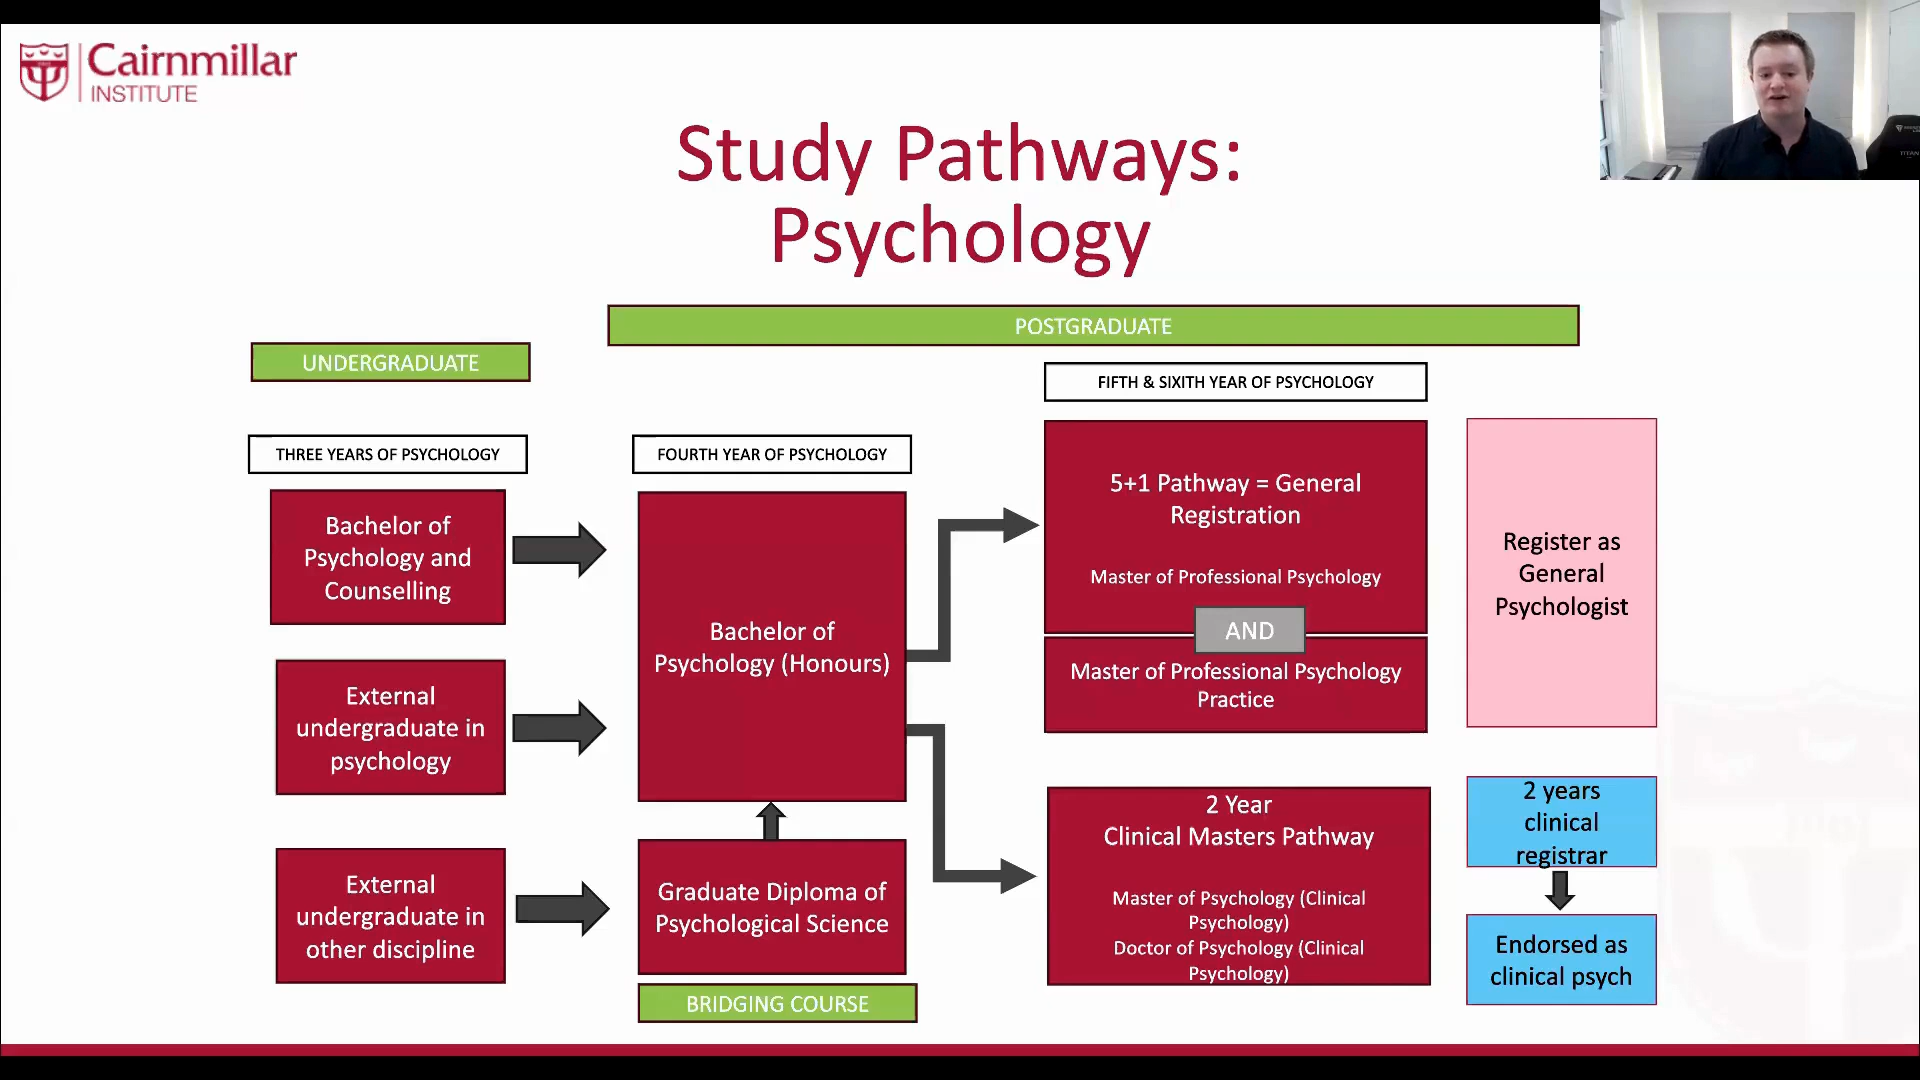 Cairnmillar
INSTITUTE
Study Pathways:
Psychology
POSTGRADUATE
UNDERGRADUATE
FIFTH & SIXITH YEAR OF PSYCHOLOGY
THREE YEARS OF PSYCHOLOGY
FOURTH YEAR OF PSYCHOLOGY
Bachelor of
Psychology and
Counselling
External
undergraduate in
psychology
External
undergraduate in
other discipline
Bachelor of
Psychology (Honours)
Graduate Diploma of
Psychological Science
BRIDGING COURSE
5+1 Pathway = General
Registration
Master of Professional Psychology
AND
Master of Professional Psychology
Practice
2 Year
Clinical Masters Pathway
Master of Psychology (Clinical
Psychology)
Doctor of Psychology (Clinical
Psychology)
Register as
General
Psychologist
2 years
clinical
registrar
Endorsed as
clinical psych